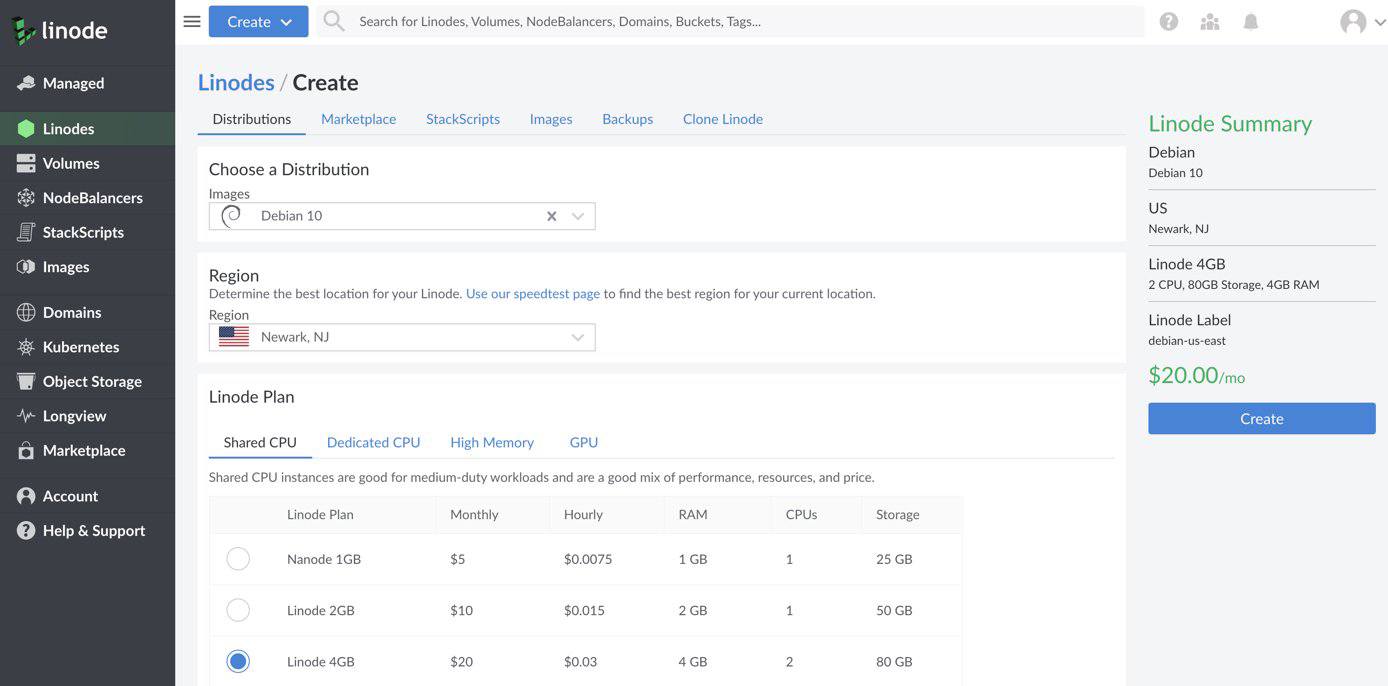 linode
Create
Search for Linodes, Volumes, NodeBalancers, Domains, Buckets, Tags...
Managed
Linodes
Volumes
NodeBalancers
StackScripts
Images
Domains
Kubernetes
Object Storage
Longview
Marketplace
Account
Help & Support
Linodes / Create
Distributions Marketplace StackScripts Images Backups Clone Linode
Choose a Distribution
Images
Debian 10
Region
Determine the best location for your Linode. Use our speedtest page to find the best region for your current location.
Region
Newark, NJ
Linode Plan
Shared CPU Dedicated CPU High Memory GPU
Shared CPU instances are good for medium-duty workloads and are a good mix of performance, resources, and price.
Linode Plan Monthly Hourly RAM CPUs Storage
Nanode 1GB $5 $0.0075 1 GB 1 25 GB
Linode 2GB $10 $0.015 2 GB 1 50 GB
Linode 4GB $20 $0.03 4 GB 2 80 GB
Linode Summary
Debian
Debian 10
US
Newark, NJ
Linode 4GB
2 CPU, 80GB Storage, 4GB RAM
Linode Label
debian-us-east
$20.00/mo
Create